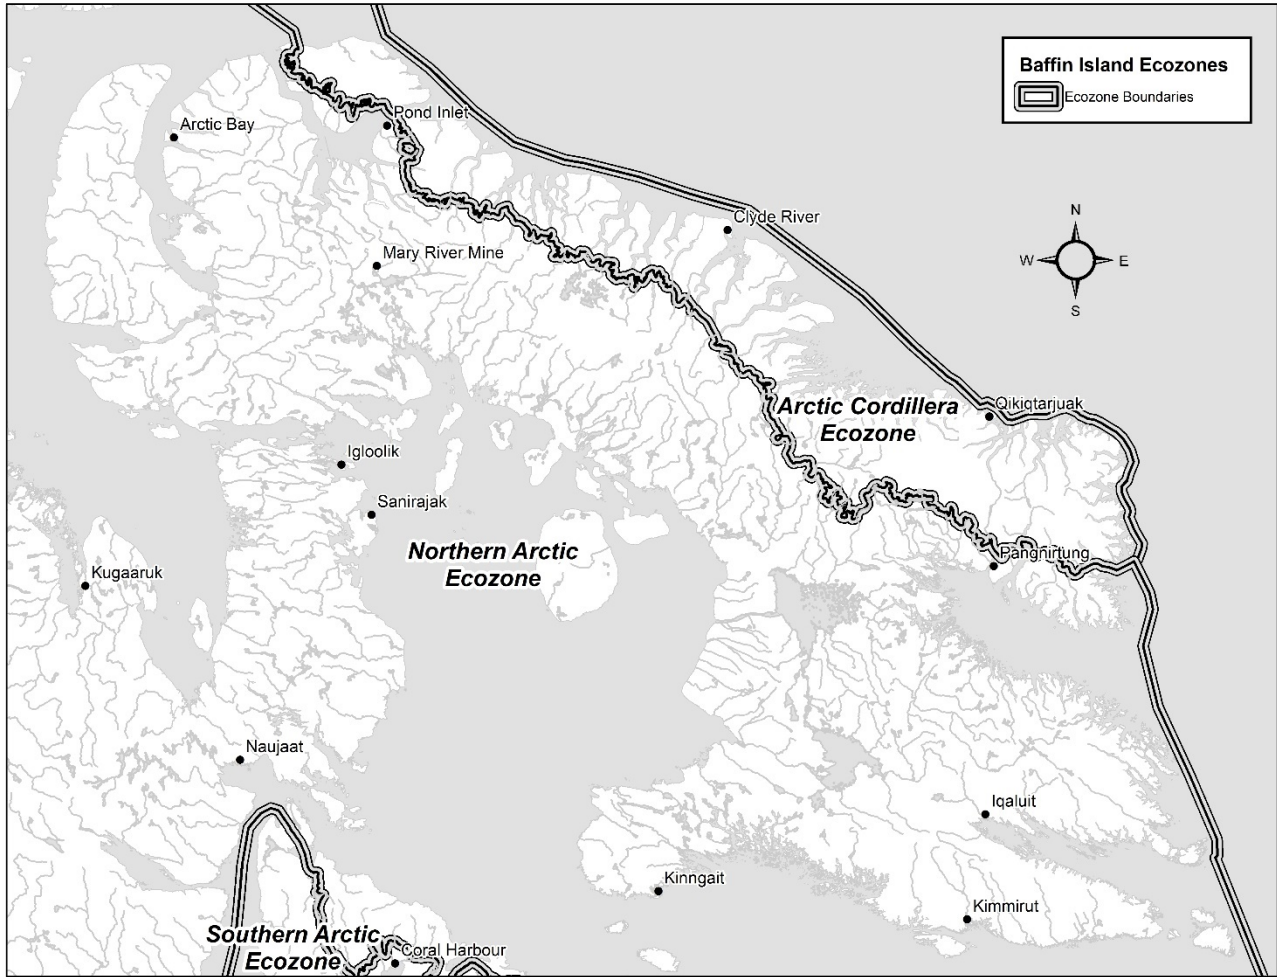 Baffin Island Ecozones
Ecozone Boundaries
Pond Inlet
Arctic Bay
N
W
E
S
Clyde River
Mary River Mine
Arctic Cordillera
Ecozone
Qikiqtarjuak
Igloolik
Sanirajak
Northern Arctic
Ecozone
Pangnirtung
Kugaaruk
Naujaat
Iqaluit
Kinngait
Kimmirut
Southern Arctic
Ecozone
Coral Harbour